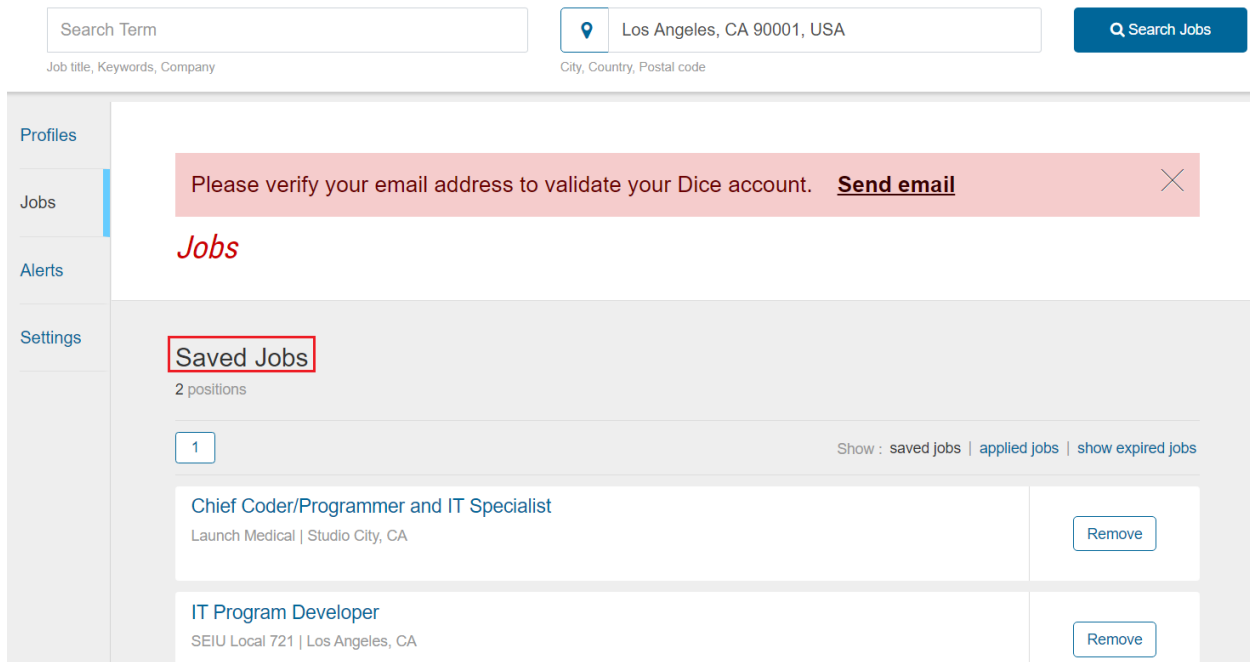 Search Term
Los Angeles, CA 90001, USA
Search Jobs
Job title, Keywords, Company
City, Country, Postal code
Profiles
Jobs
Alerts
Settings
Please verify your email address to validate your Dice account. Send email
Jobs
Saved Jobs
2 positions
1
Show : saved jobs | applied jobs | show expired jobs
Chief Coder/Programmer and IT Specialist
Launch Medical | Studio City, CA
Remove
IT Program Developer
SEIU Local 721 | Los Angeles, CA
Remove